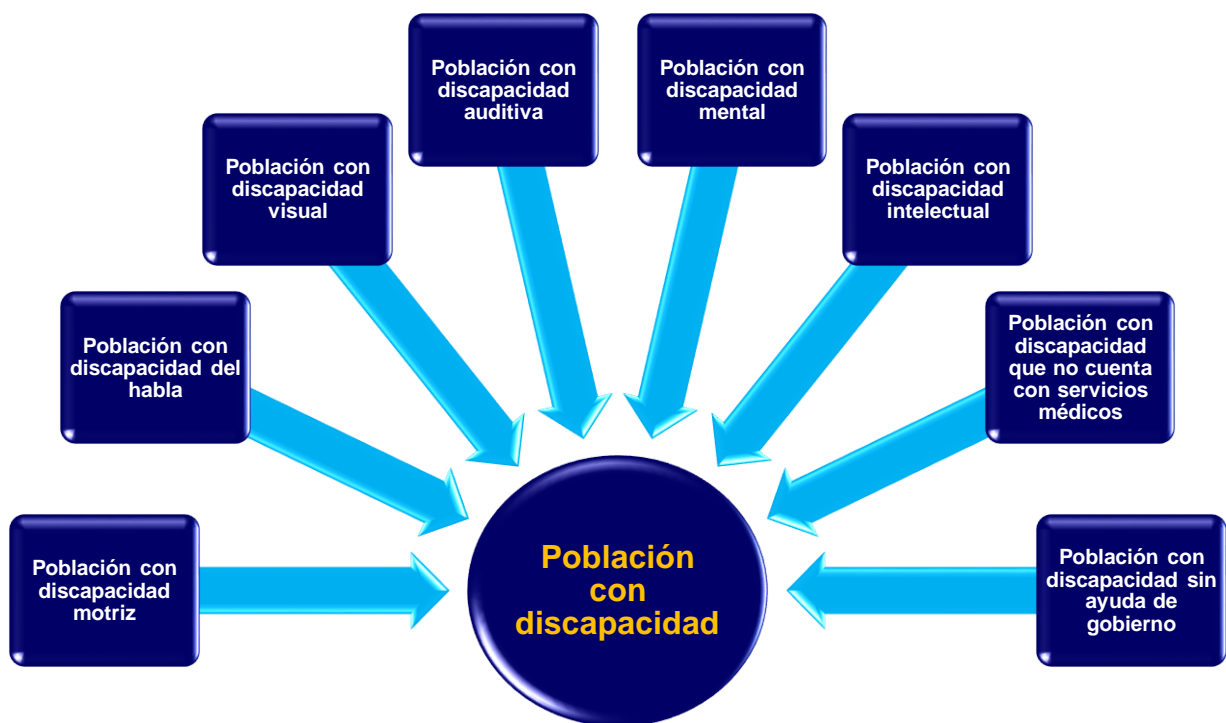 Población con
discapacidad
auditiva
Población con
discapacidad
mental
Población con
discapacidad
visual
Población con
discapacidad
intelectual
Población con
discapacidad del
habla
Población con
discapacidad
que no cuenta
con servicios
médicos
Población con
discapacidad
motriz
Población
con
discapacidad
Población con
discapacidad sin
ayuda de
gobierno